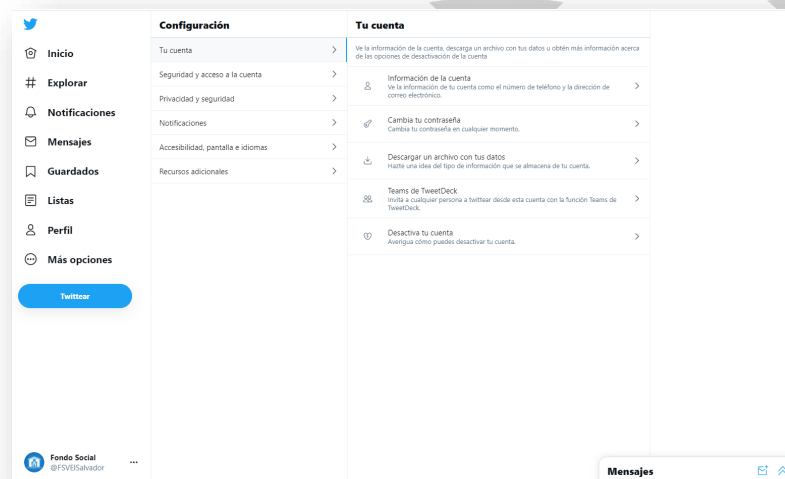 Inicio
Explorar
Notificaciones
Mensajes
Guardados
Listas
Perfil
Más opciones
Twittear
Fondo Social
@FSVElSalvador
Configuración
Tu cuenta
Seguridad y acceso a la cuenta
Privacidad y seguridad
Notificaciones
Accesibilidad, pantalla e idiomas
Recursos adicionales
Tu cuenta
Ve la información de la cuenta, descarga un archivo con tus datos u obtén más información acerca
de las opciones de desactivación de la cuenta
Información de la cuenta
Ve la información de tu cuenta como el número de teléfono y la dirección de
correo electrónico.
Cambia tu contraseña
Cambia tu contraseña en cualquier momento.
Descargar un archivo con tus datos
Hazte una idea del tipo de información que se almacena de tu cuenta.
Teams de TweetDeck
Invita a cualquier persona a twittear desde esta cuenta con la función Teams de
TweetDeck.
Desactiva tu cuenta
Averigua cómo puedes desactivar tu cuenta.
Mensajes